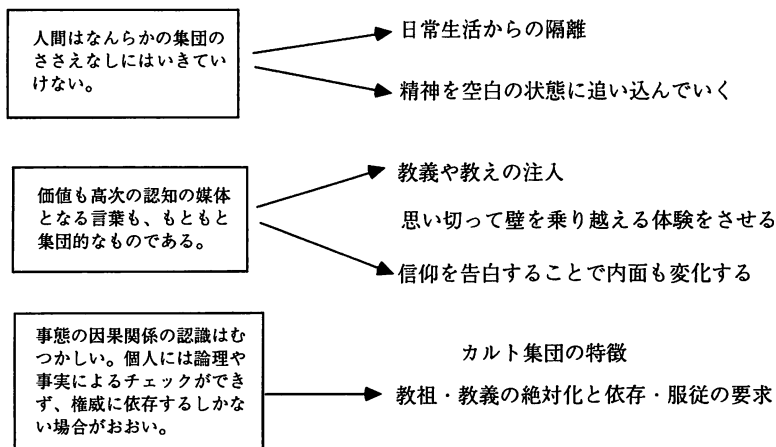 人間はなんらかの集団の
ささえなしにはいきてい
けない。
日常生活からの隔離
精神を空白の状態に追い込んでいく
価値も高次の認知の媒体
となる言葉も、もともと
集団的なものである。
教義や教えの注入
思い切って壁を乗り越える体験をさせる
信仰を告白することで内面も変化する
事態の因果関係の認識はむ
つかしい。個人には論理や
事実によるチェックができ
ず、権威に依存するしかな
い場合がおおい。
カルト集団の特徴
教祖・教義の絶対化と依存・服従の要求